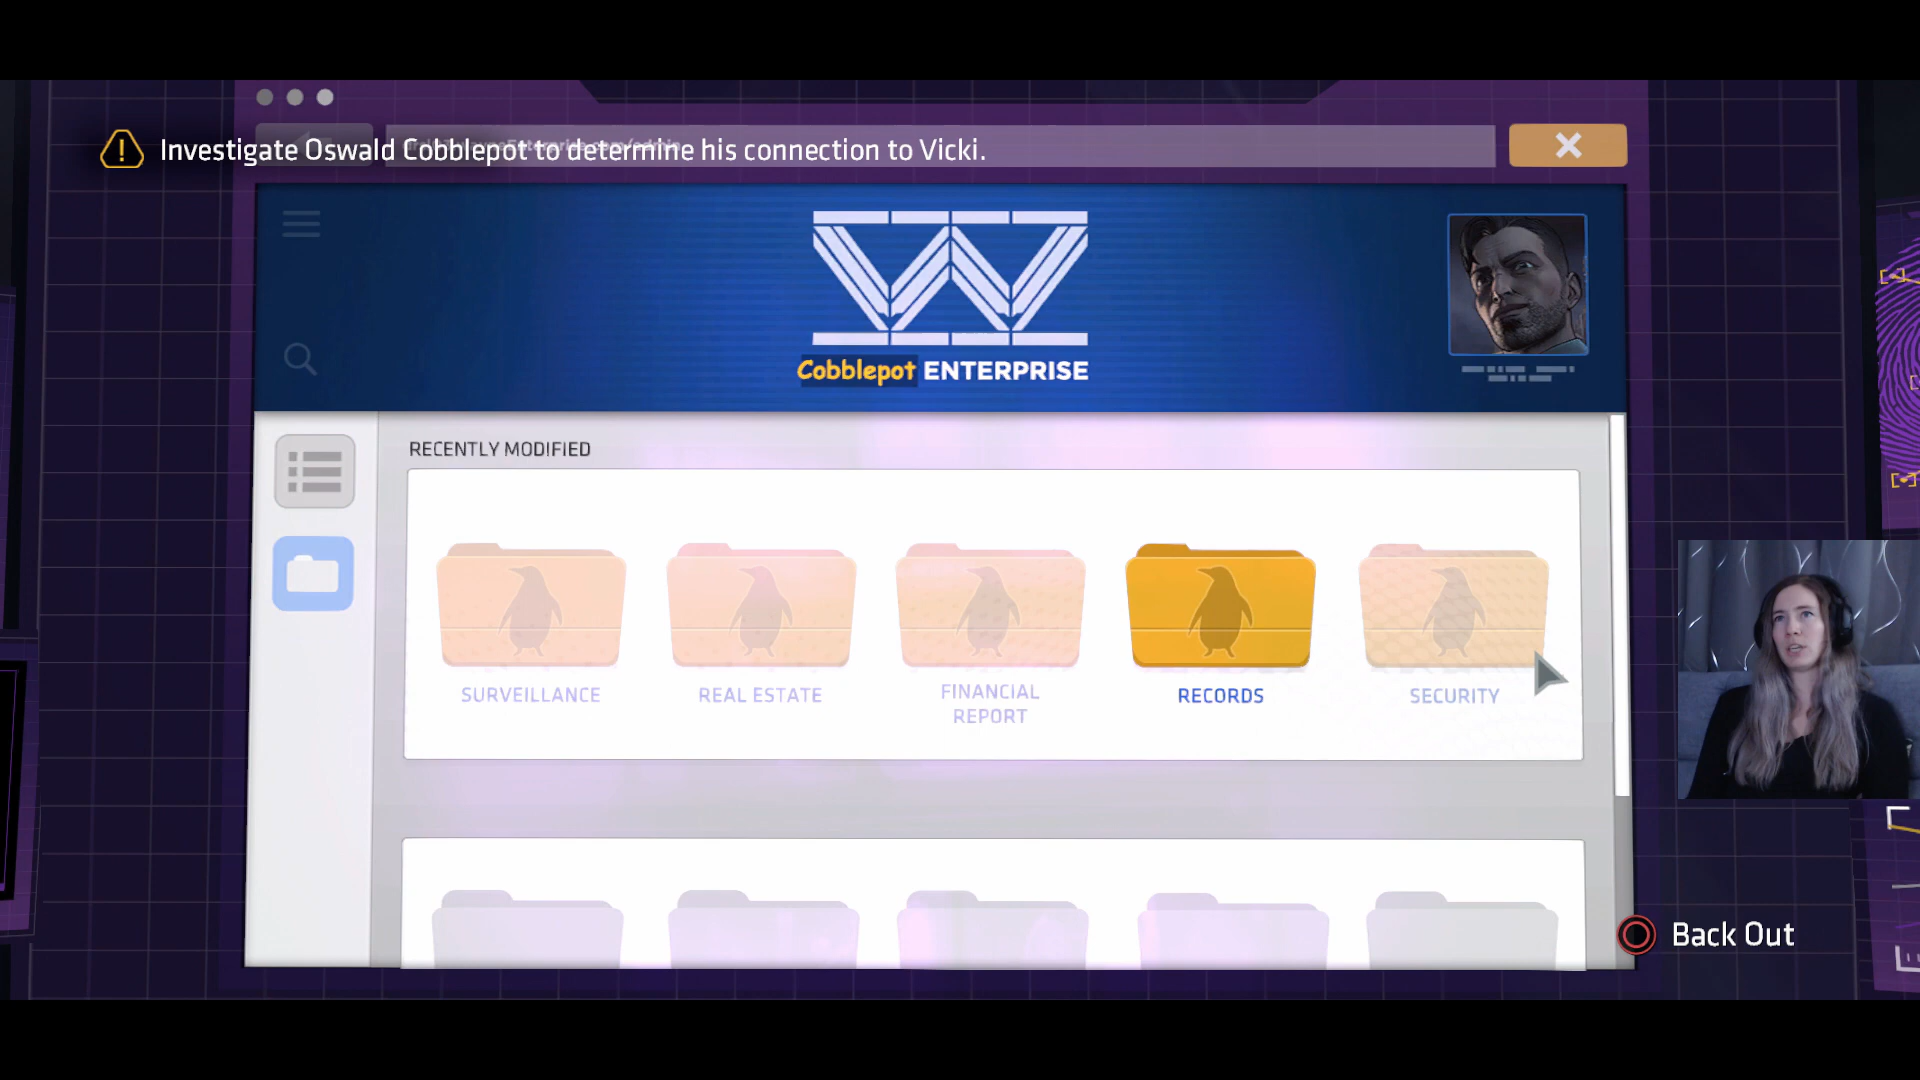 Investigate Oswald Cobblepot to determine his connection to Vicki.
Cobblepot ENTERPRISE
RECENTLY MODIFIED
SURVEILLANCE
REAL ESTATE
FINANCIAL
REPORT
RECORDS
SECURITY
Back Out